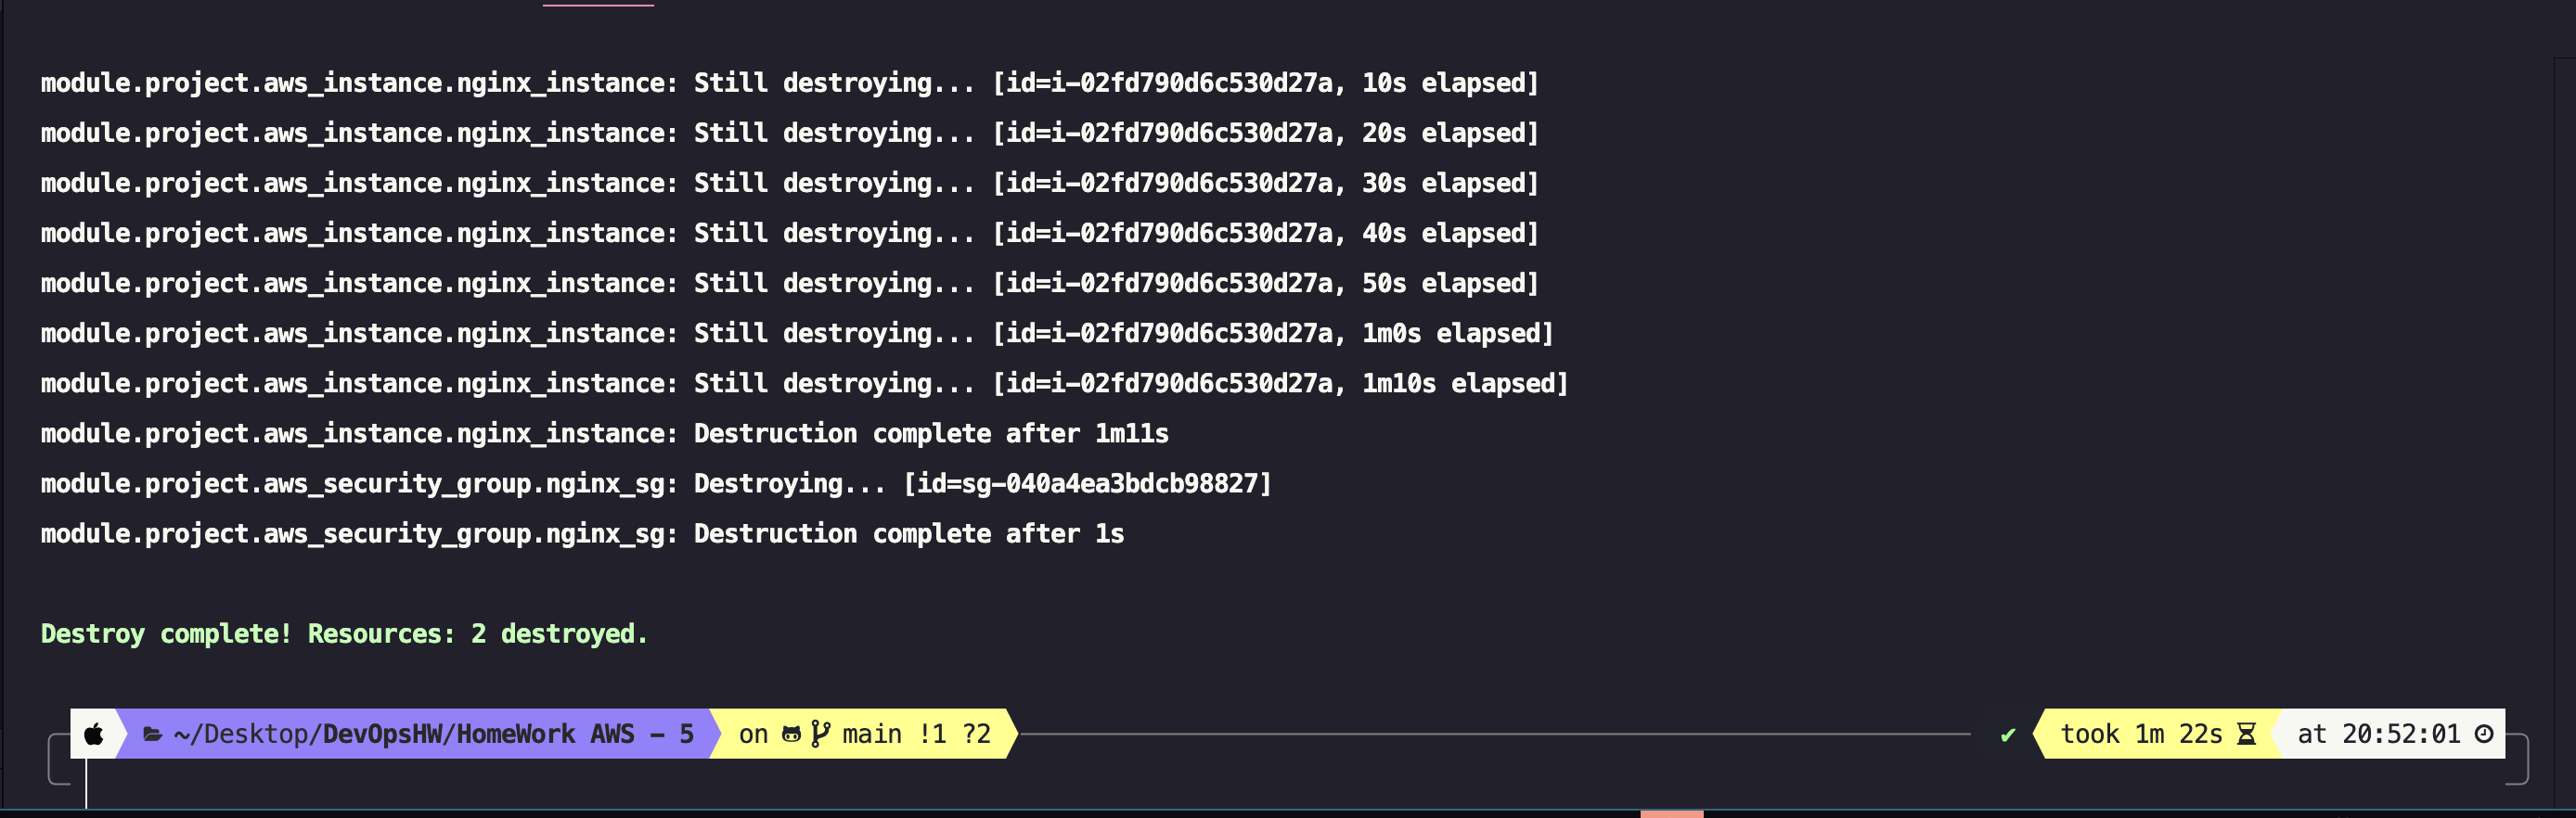 module.project.aws_instance.nginx_instance: Still destroying... [id=i-02fd790d6c530d27a, 10s elapsed]
module.project.aws_instance.nginx_instance: Still destroying... [id=i-02fd790d6c530d27a, 20s elapsed]
module.project.aws_instance.nginx_instance: Still destroying... [id=i-02fd790d6c530d27a, 30s elapsed]
module.project.aws_instance.nginx_instance: Still destroying... [id=i-02fd790d6c530d27a, 40s elapsed]
module.project.aws_instance.nginx_instance: Still destroying... [id=i-02fd790d6c530d27a, 50s elapsed]
module.project.aws_instance.nginx_instance: Still destroying... [id=i-02fd790d6c530d27a, 1m0s elapsed]
module.project.aws_instance.nginx_instance: Still destroying... [id=i-02fd790d6c530d27a, 1m10s elapsed]
module.project.aws_instance.nginx_instance: Destruction complete after 1m11s
module.project.aws_security_group.nginx_sg: Destroying... [id=sg-040a4ea3bdcb98827]
module.project.aws_security_group.nginx_sg: Destruction complete after 1s
Destroy complete! Resources: 2 destroyed.
~/Desktop/DevOpsHW/HomeWork AWS - 5 on main !1 ?2 ✔ took 1m 22s at 20:52:01